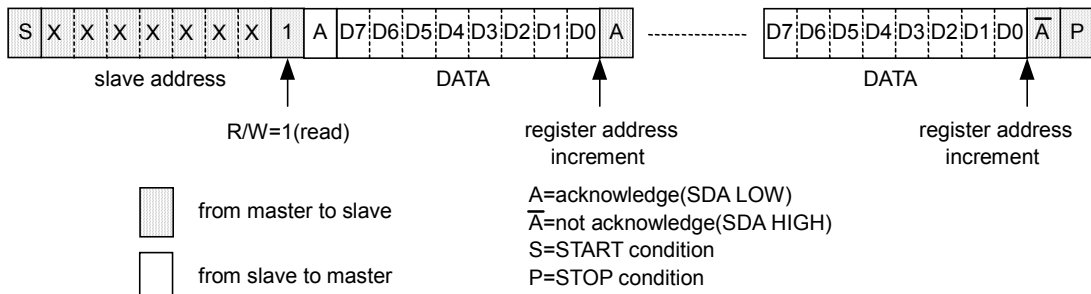 S X X X X X X X 1 A D7 D6 D5 D4 D3 D2 D1 D0 A D7 D6 D5 D4 D3 D2 D1 D0 A̅ P
slave address DATA DATA
R/W=1(read) register address increment register address increment
from master to slave
from slave to master
A=acknowledge(SDA LOW)
A̅=not acknowledge(SDA HIGH)
S=START condition
P=STOP condition